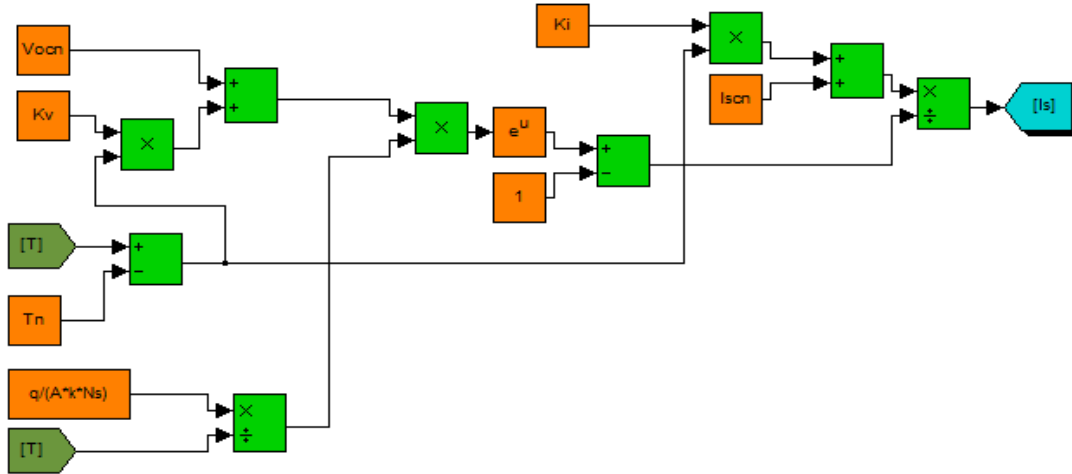 Vocn
+
+
Kv
×
[T]
+
−
Tn
q/(A*k*Ns)
×
÷
[T]
×
e^u
1
+
−
Ki
×
Iscn
+
+
×
÷
[Is]